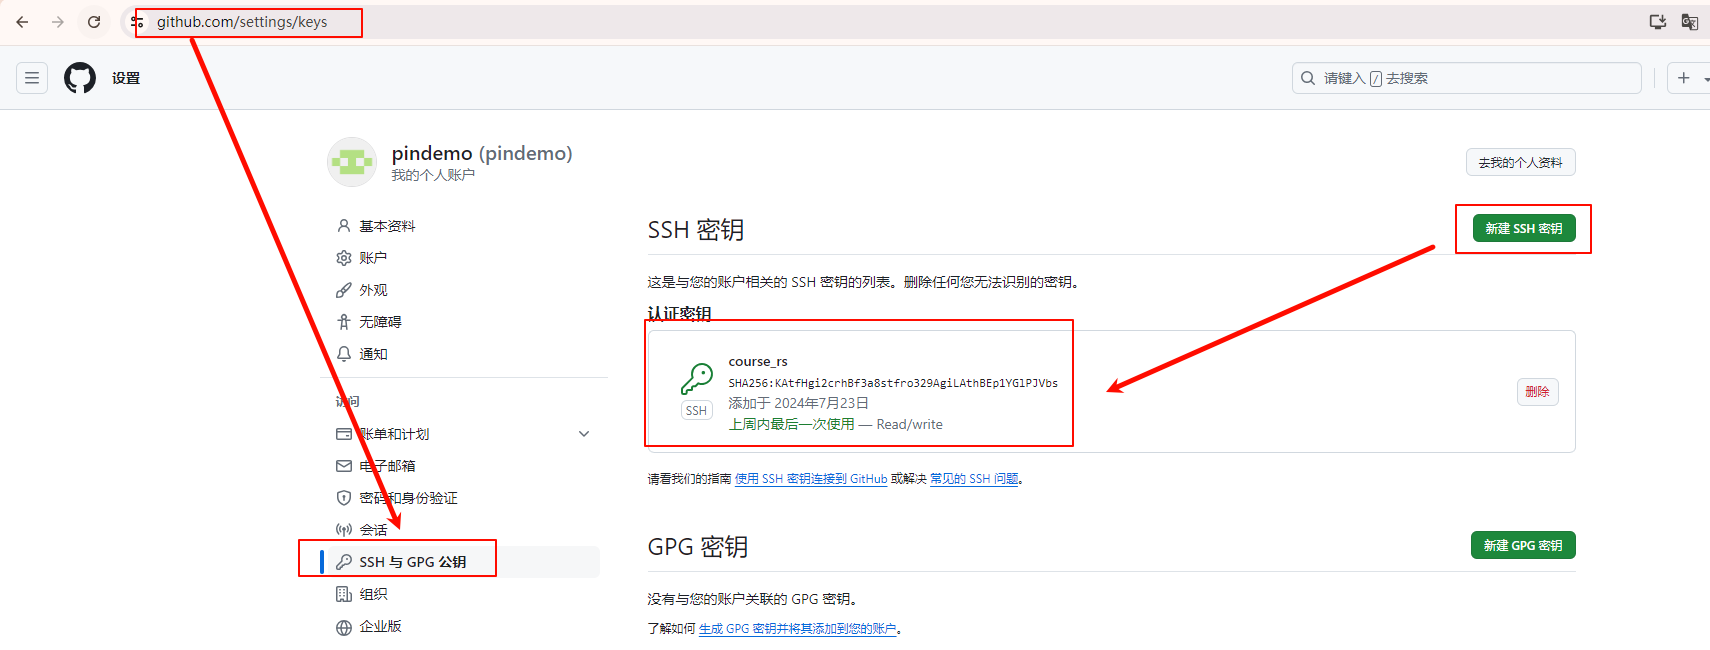 github.com/settings/keys
设置
请键入 / 去搜索
pindemo (pindemo)
我的个人账户
去我的个人资料
基本资料
账户
外观
无障碍
通知
访问
账单和计划
电子邮箱
密码和身份验证
会话
SSH 与 GPG 公钥
组织
企业版
SSH 密钥
新建 SSH 密钥
这是与您的账户相关的 SSH 密钥的列表。删除任何您无法识别的密钥。
认证密钥
course_rs
SHA256:KAtfHgi2crhBf3a8stfro329AgiLAthBEp1YG1PJVbs
添加于 2024年7月23日
上周内最后一次使用 — Read/write
SSH
删除
请看我们的指南 使用 SSH 密钥连接到 GitHub 或解决 常见的 SSH 问题。
GPG 密钥
新建 GPG 密钥
没有与您的账户关联的 GPG 密钥。
了解如何 生成 GPG 密钥并将其添加到您的账户。